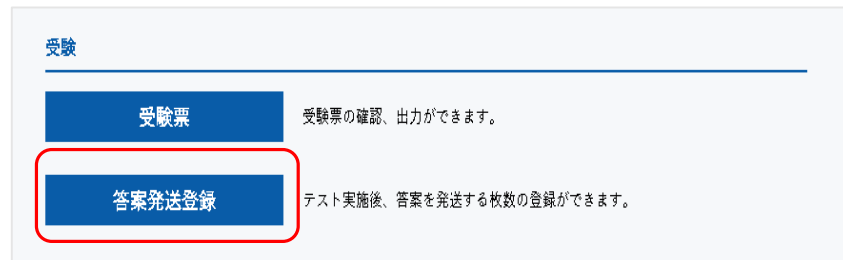 受験
受験票
受験票の確認、出力ができます。
答案発送登録
テスト実施後、答案を発送する枚数の登録ができます。